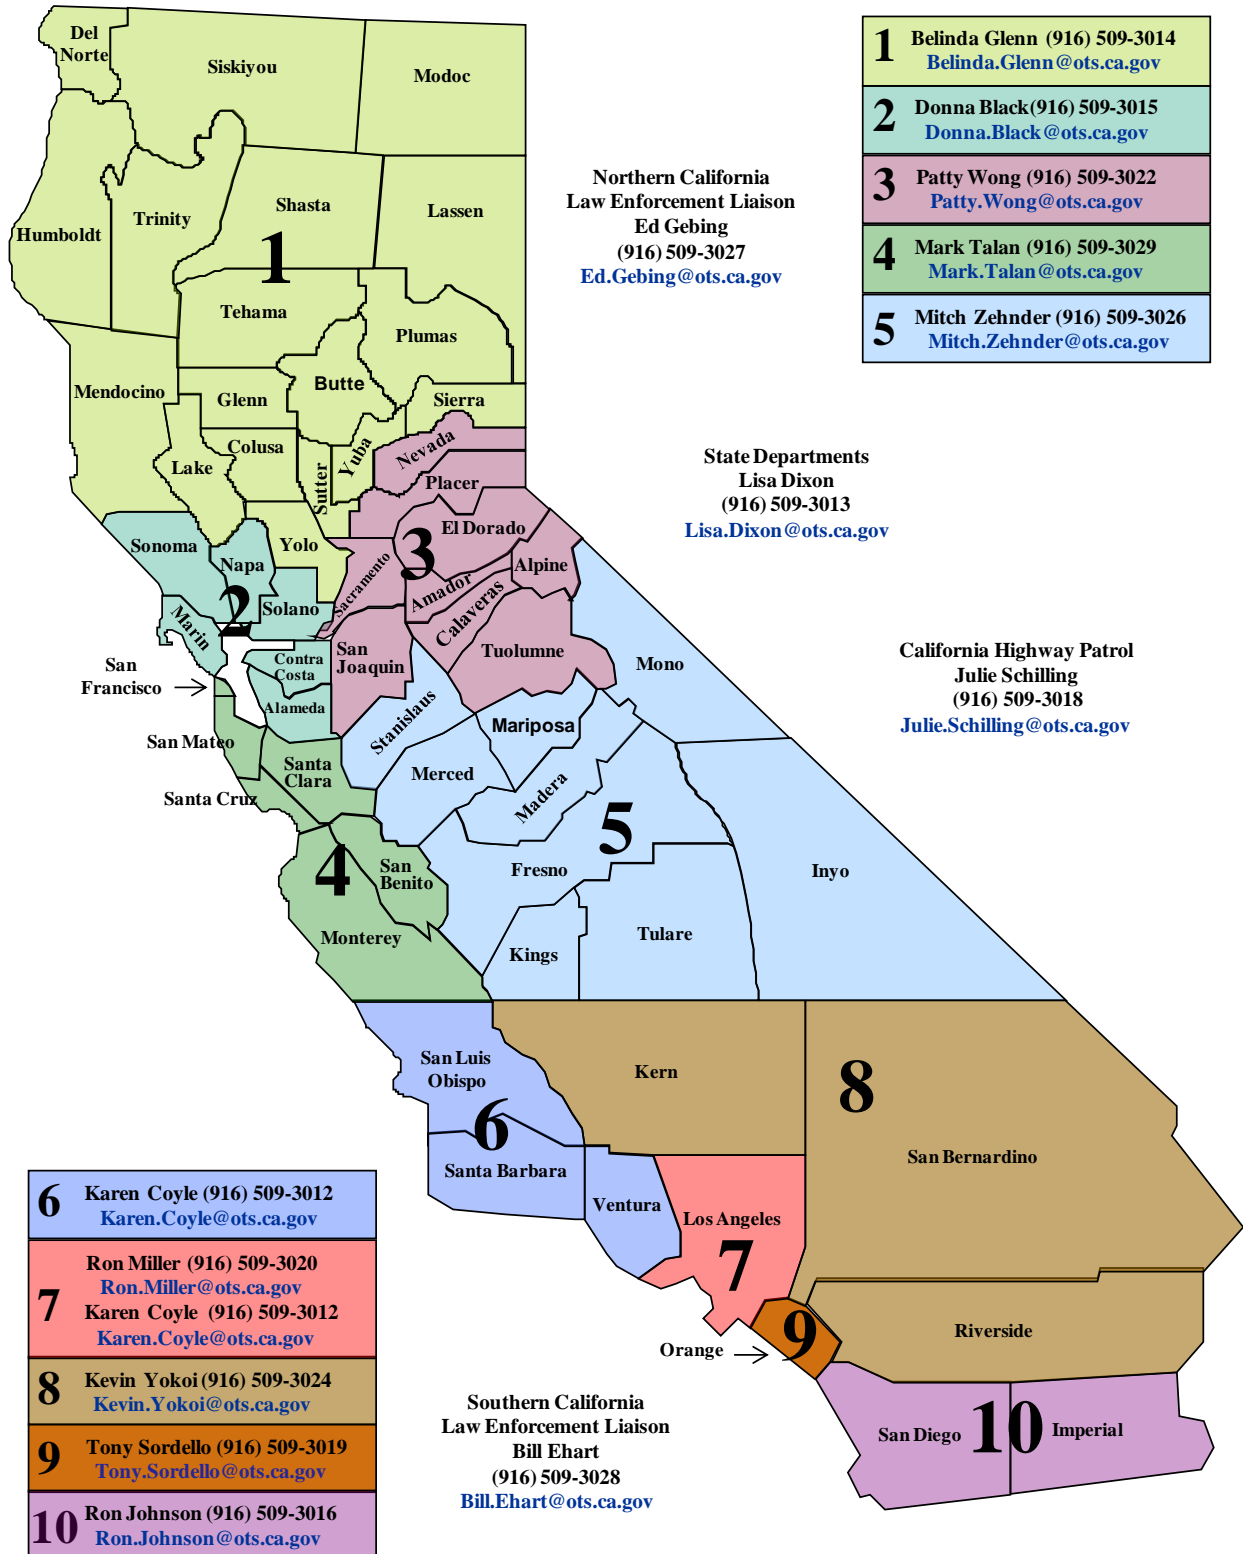 Del
Norte
Siskiyou
Modoc
Humboldt
Trinity
Shasta
Lassen
1
Tehama
Plumas
Mendocino
Glenn
Butte
Sierra
Colusa
Lake
Sutter
Yuba
Nevada
Placer
Sonoma
Napa
Yolo
El Dorado
3
Sacramento
Amador
Alpine
2
Solano
Marin
Calaveras
San
Joaquin
Tuolumne
Contra
Costa
Alameda
San
Francisco
Mono
Stanislaus
Mariposa
San Mateo
Santa
Clara
Merced
Madera
Santa Cruz
5
4
San
Benito
Fresno
Inyo
Monterey
Kings
Tulare
San Luis
Obispo
Kern
8
6
Santa Barbara
San Bernardino
Ventura
Los Angeles
7
Orange
9
Riverside
San Diego
10
Imperial
1
Belinda Glenn (916) 509-3014
Belinda.Glenn@ots.ca.gov
2
Donna Black(916) 509-3015
Donna.Black@ots.ca.gov
3
Patty Wong (916) 509-3022
Patty.Wong@ots.ca.gov
4
Mark Talan (916) 509-3029
Mark.Talan@ots.ca.gov
5
Mitch Zehnder (916) 509-3026
Mitch.Zehnder@ots.ca.gov
Northern California
Law Enforcement Liaison
Ed Gebing
(916) 509-3027
Ed.Gebing@ots.ca.gov
State Departments
Lisa Dixon
(916) 509-3013
Lisa.Dixon@ots.ca.gov
California Highway Patrol
Julie Schilling
(916) 509-3018
Julie.Schilling@ots.ca.gov
6
Karen Coyle (916) 509-3012
Karen.Coyle@ots.ca.gov
7
Ron Miller (916) 509-3020
Ron.Miller@ots.ca.gov
Karen Coyle (916) 509-3012
Karen.Coyle@ots.ca.gov
8
Kevin Yokoi (916) 509-3024
Kevin.Yokoi@ots.ca.gov
9
Tony Sordello (916) 509-3019
Tony.Sordello@ots.ca.gov
10
Ron Johnson (916) 509-3016
Ron.Johnson@ots.ca.gov
Southern California
Law Enforcement Liaison
Bill Ehart
(916) 509-3028
Bill.Ehart@ots.ca.gov